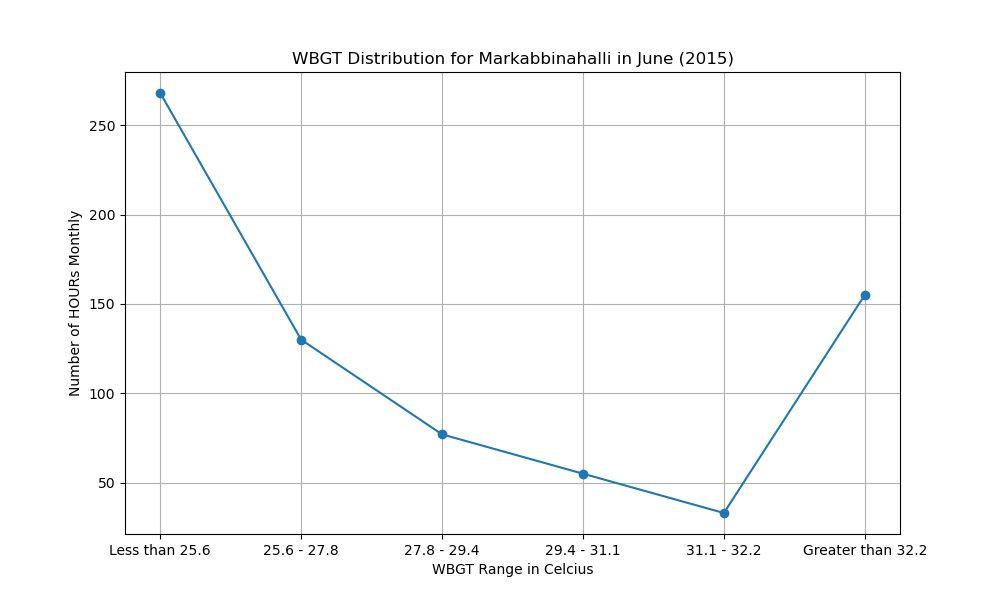 WBGT Distribution for Markabbinahalli in June (2015)
Number of HOURs Monthly
250
200
150
100
50
Less than 25.6
25.6 - 27.8
27.8 - 29.4
29.4 - 31.1
31.1 - 32.2
Greater than 32.2
WBGT Range in Celcius